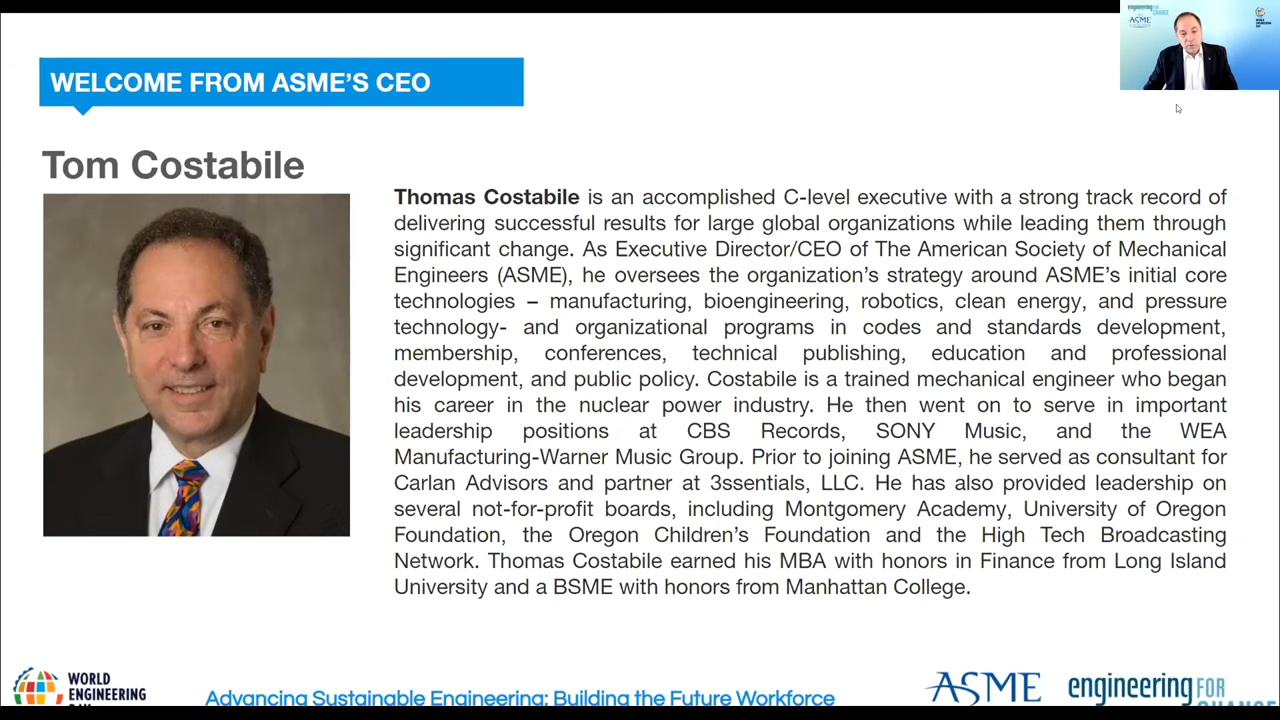 WELCOME FROM ASME'S CEO
Tom Costabile
Thomas Costabile is an accomplished C-level executive with a strong track record of
delivering successful results for large global organizations while leading them through
significant change. As Executive Director/CEO of The American Society of Mechanical
Engineers (ASME), he oversees the organization's strategy around ASME's initial core
technologies – manufacturing, bioengineering, robotics, clean energy, and pressure
technology- and organizational programs in codes and standards development,
membership, conferences, technical publishing, education and professional
development, and public policy. Costabile is a trained mechanical engineer who began
his career in the nuclear power industry. He then went on to serve in important
leadership positions at CBS Records, SONY Music, and the WEA
Manufacturing-Warner Music Group. Prior to joining ASME, he served as consultant for
Carlan Advisors and partner at 3ssentials, LLC. He has also provided leadership on
several not-for-profit boards, including Montgomery Academy, University of Oregon
Foundation, the Oregon Children's Foundation and the High Tech Broadcasting
Network. Thomas Costabile earned his MBA with honors in Finance from Long Island
University and a BSME with honors from Manhattan College.
engineering FOR
CHANGE
ASME
WORLD
ENGINEERING
DAY
Advancing Sustainable Engineering: Building the Future Workforce
ASME
engineering FOR
CHANGE